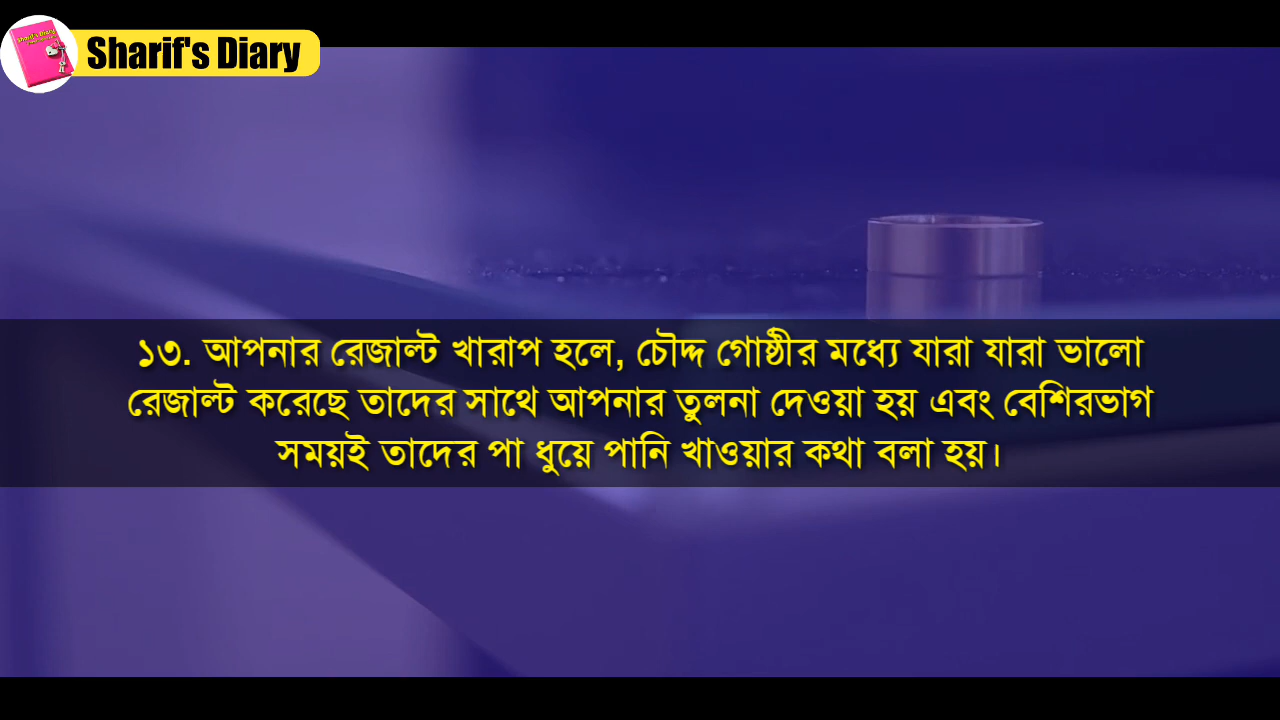 Sharif's Diary
১৩. আপনার রেজাল্ট খারাপ হলে, চৌদ্দ গোষ্ঠীর মধ্যে যারা যারা ভালো
রেজাল্ট করেছে তাদের সাথে আপনার তুলনা দেওয়া হয় এবং বেশিরভাগ
সময়ই তাদের পা ধুয়ে পানি খাওয়ার কথা বলা হয়।